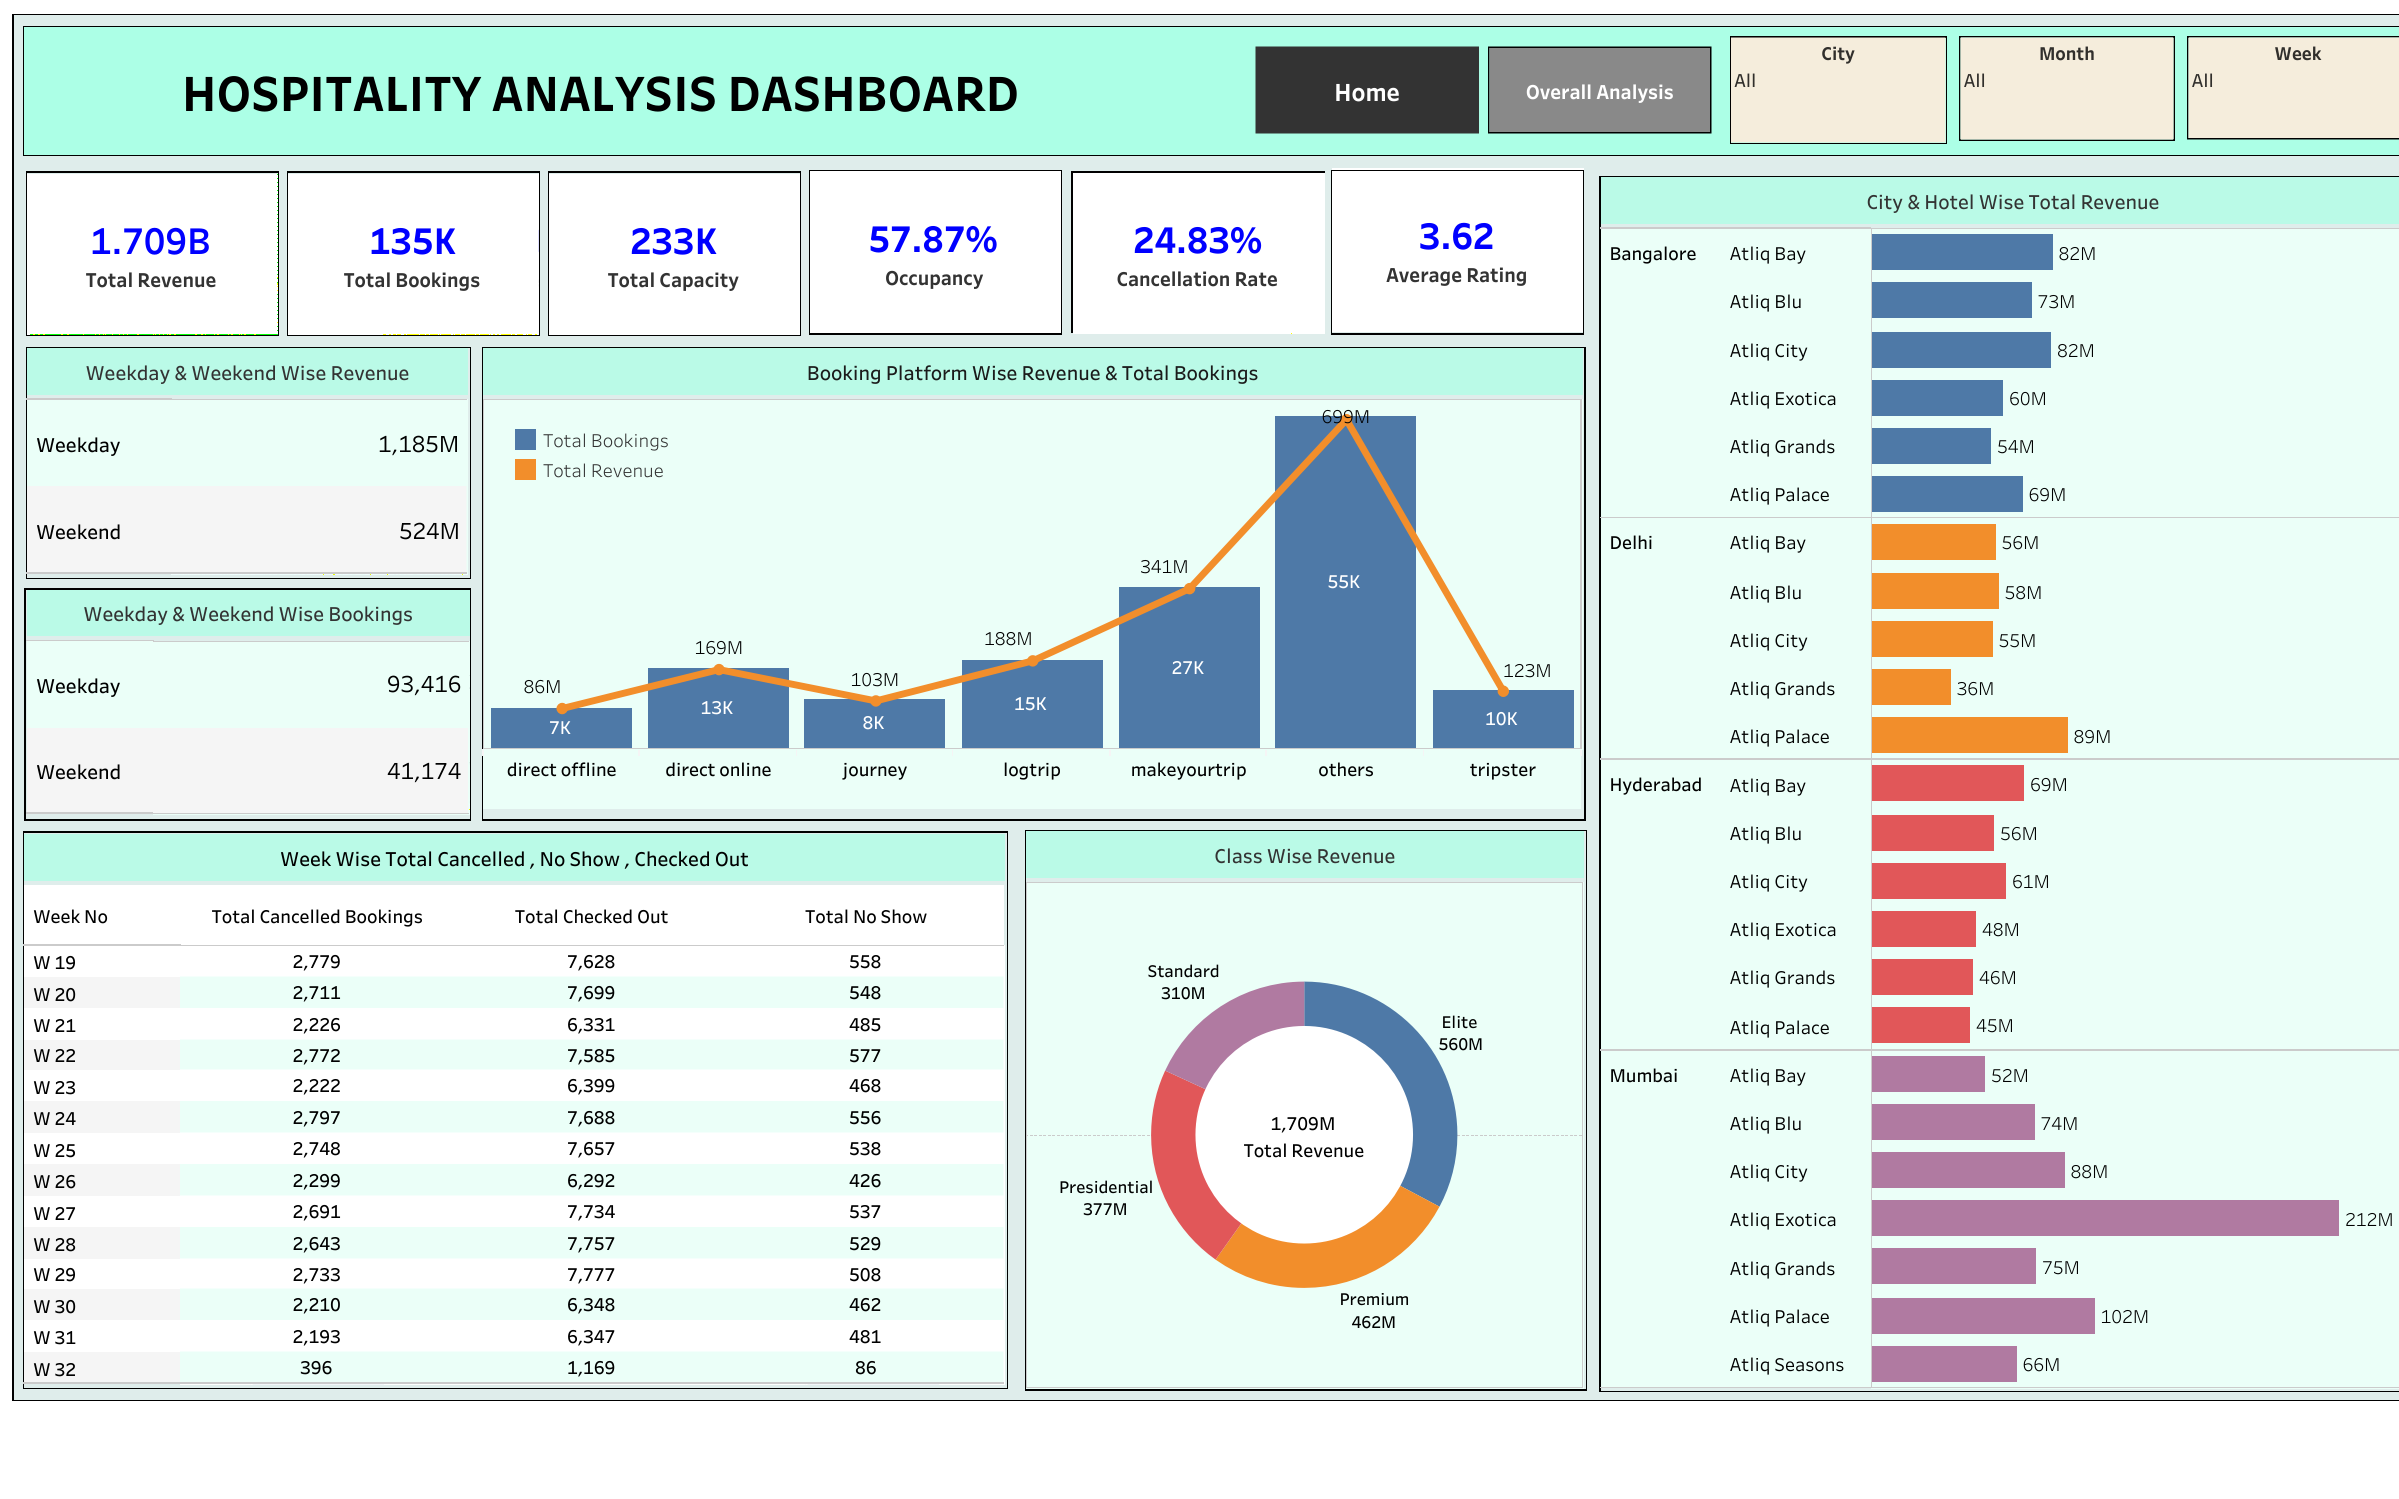 HOSPITALITY ANALYSIS DASHBOARD
Home
Overall Analysis
City
All
Month
All
Week
All
1.709B
Total Revenue
135K
Total Bookings
233K
Total Capacity
57.87%
Occupancy
24.83%
Cancellation Rate
3.62
Average Rating
Weekday & Weekend Wise Revenue
Weekday 1,185M
Weekend 524M
Weekday & Weekend Wise Bookings
Weekday 93,416
Weekend 41,174
Booking Platform Wise Revenue & Total Bookings
Total Bookings
Total Revenue
86M 169M 103M 188M 341M 699M 123M
7K 13K 8K 15K 27K 55K 10K
direct offline direct online journey logtrip makeyourtrip others tripster
Week Wise Total Cancelled , No Show , Checked Out
Week No Total Cancelled Bookings Total Checked Out Total No Show
W 19 2,779 7,628 558
W 20 2,711 7,699 548
W 21 2,226 6,331 485
W 22 2,772 7,585 577
W 23 2,222 6,399 468
W 24 2,797 7,688 556
W 25 2,748 7,657 538
W 26 2,299 6,292 426
W 27 2,691 7,734 537
W 28 2,643 7,757 529
W 29 2,733 7,777 508
W 30 2,210 6,348 462
W 31 2,193 6,347 481
W 32 396 1,169 86
Class Wise Revenue
Standard
310M
Elite
560M
1,709M
Total Revenue
Presidential
377M
Premium
462M
City & Hotel Wise Total Revenue
Bangalore Atliq Bay 82M
Atliq Blu 73M
Atliq City 82M
Atliq Exotica 60M
Atliq Grands 54M
Atliq Palace 69M
Delhi Atliq Bay 56M
Atliq Blu 58M
Atliq City 55M
Atliq Grands 36M
Atliq Palace 89M
Hyderabad Atliq Bay 69M
Atliq Blu 56M
Atliq City 61M
Atliq Exotica 48M
Atliq Grands 46M
Atliq Palace 45M
Mumbai Atliq Bay 52M
Atliq Blu 74M
Atliq City 88M
Atliq Exotica 212M
Atliq Grands 75M
Atliq Palace 102M
Atliq Seasons 66M